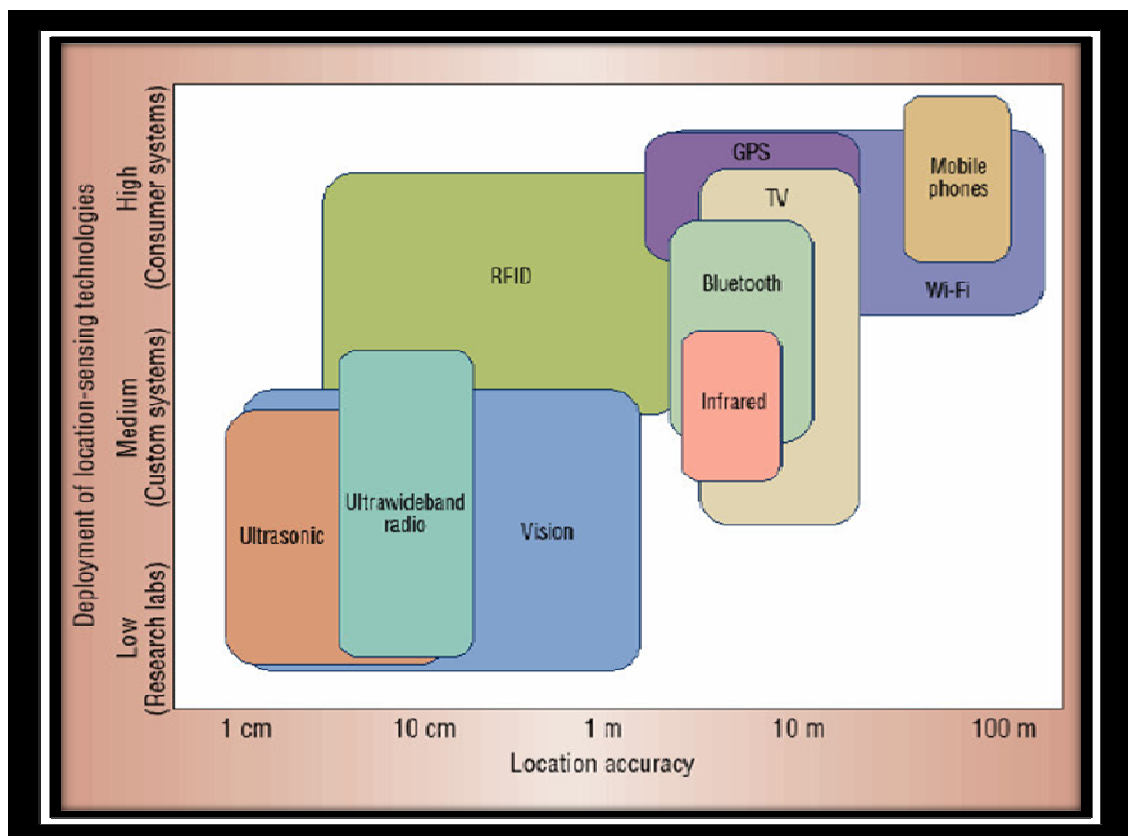 Deployment of location-sensing technologies
High
(Consumer systems)
Medium
(Custom systems)
Low
(Research labs)
GPS
TV
Mobile
phones
RFID
Bluetooth
Wi-Fi
Infrared
Ultrawideband
radio
Ultrasonic
Vision
1 cm
10 cm
1 m
10 m
100 m
Location accuracy